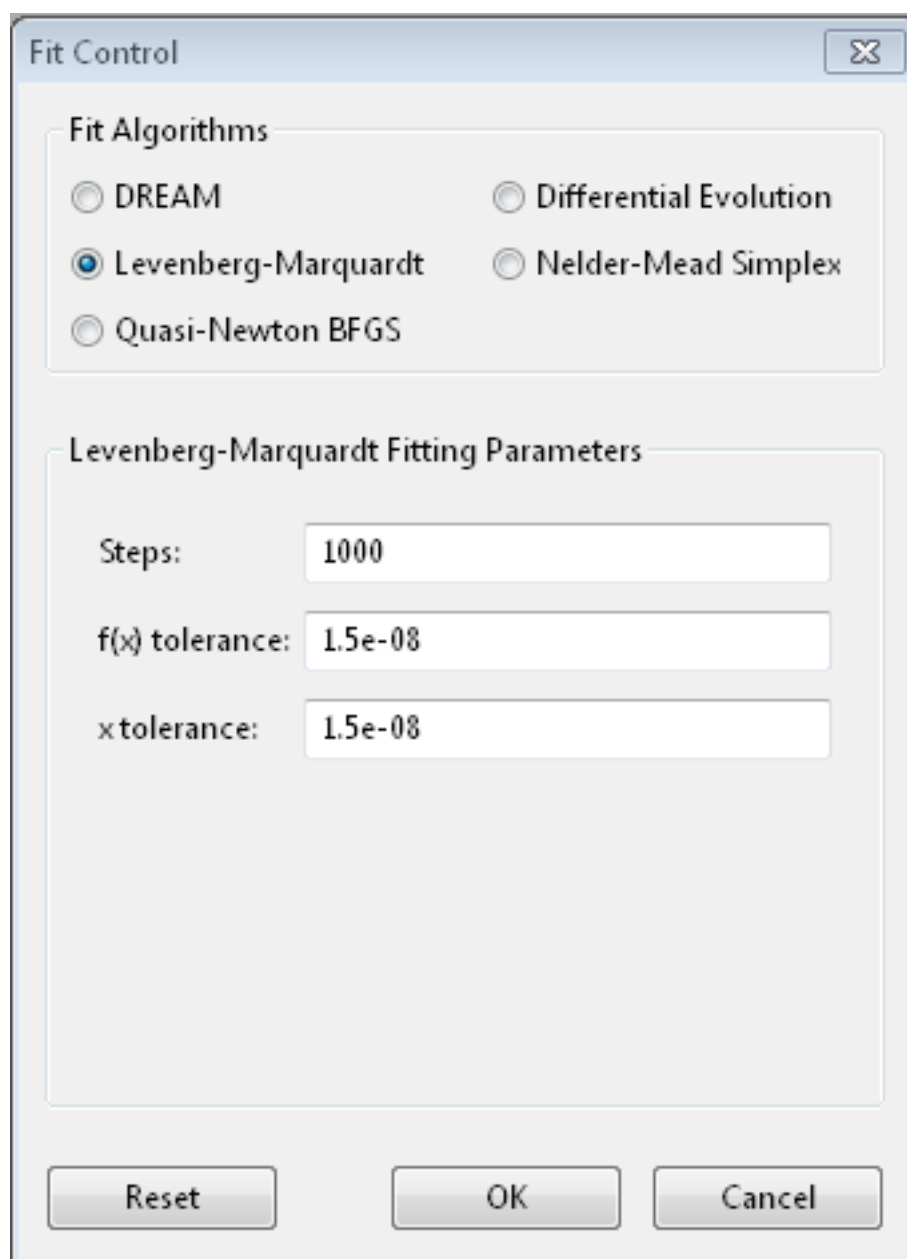 Fit Control
Fit Algorithms
DREAM
Differential Evolution
Levenberg-Marquardt
Nelder-Mead Simplex
Quasi-Newton BFGS
Levenberg-Marquardt Fitting Parameters
Steps: 1000
f(x) tolerance: 1.5e-08
x tolerance: 1.5e-08
Reset OK Cancel